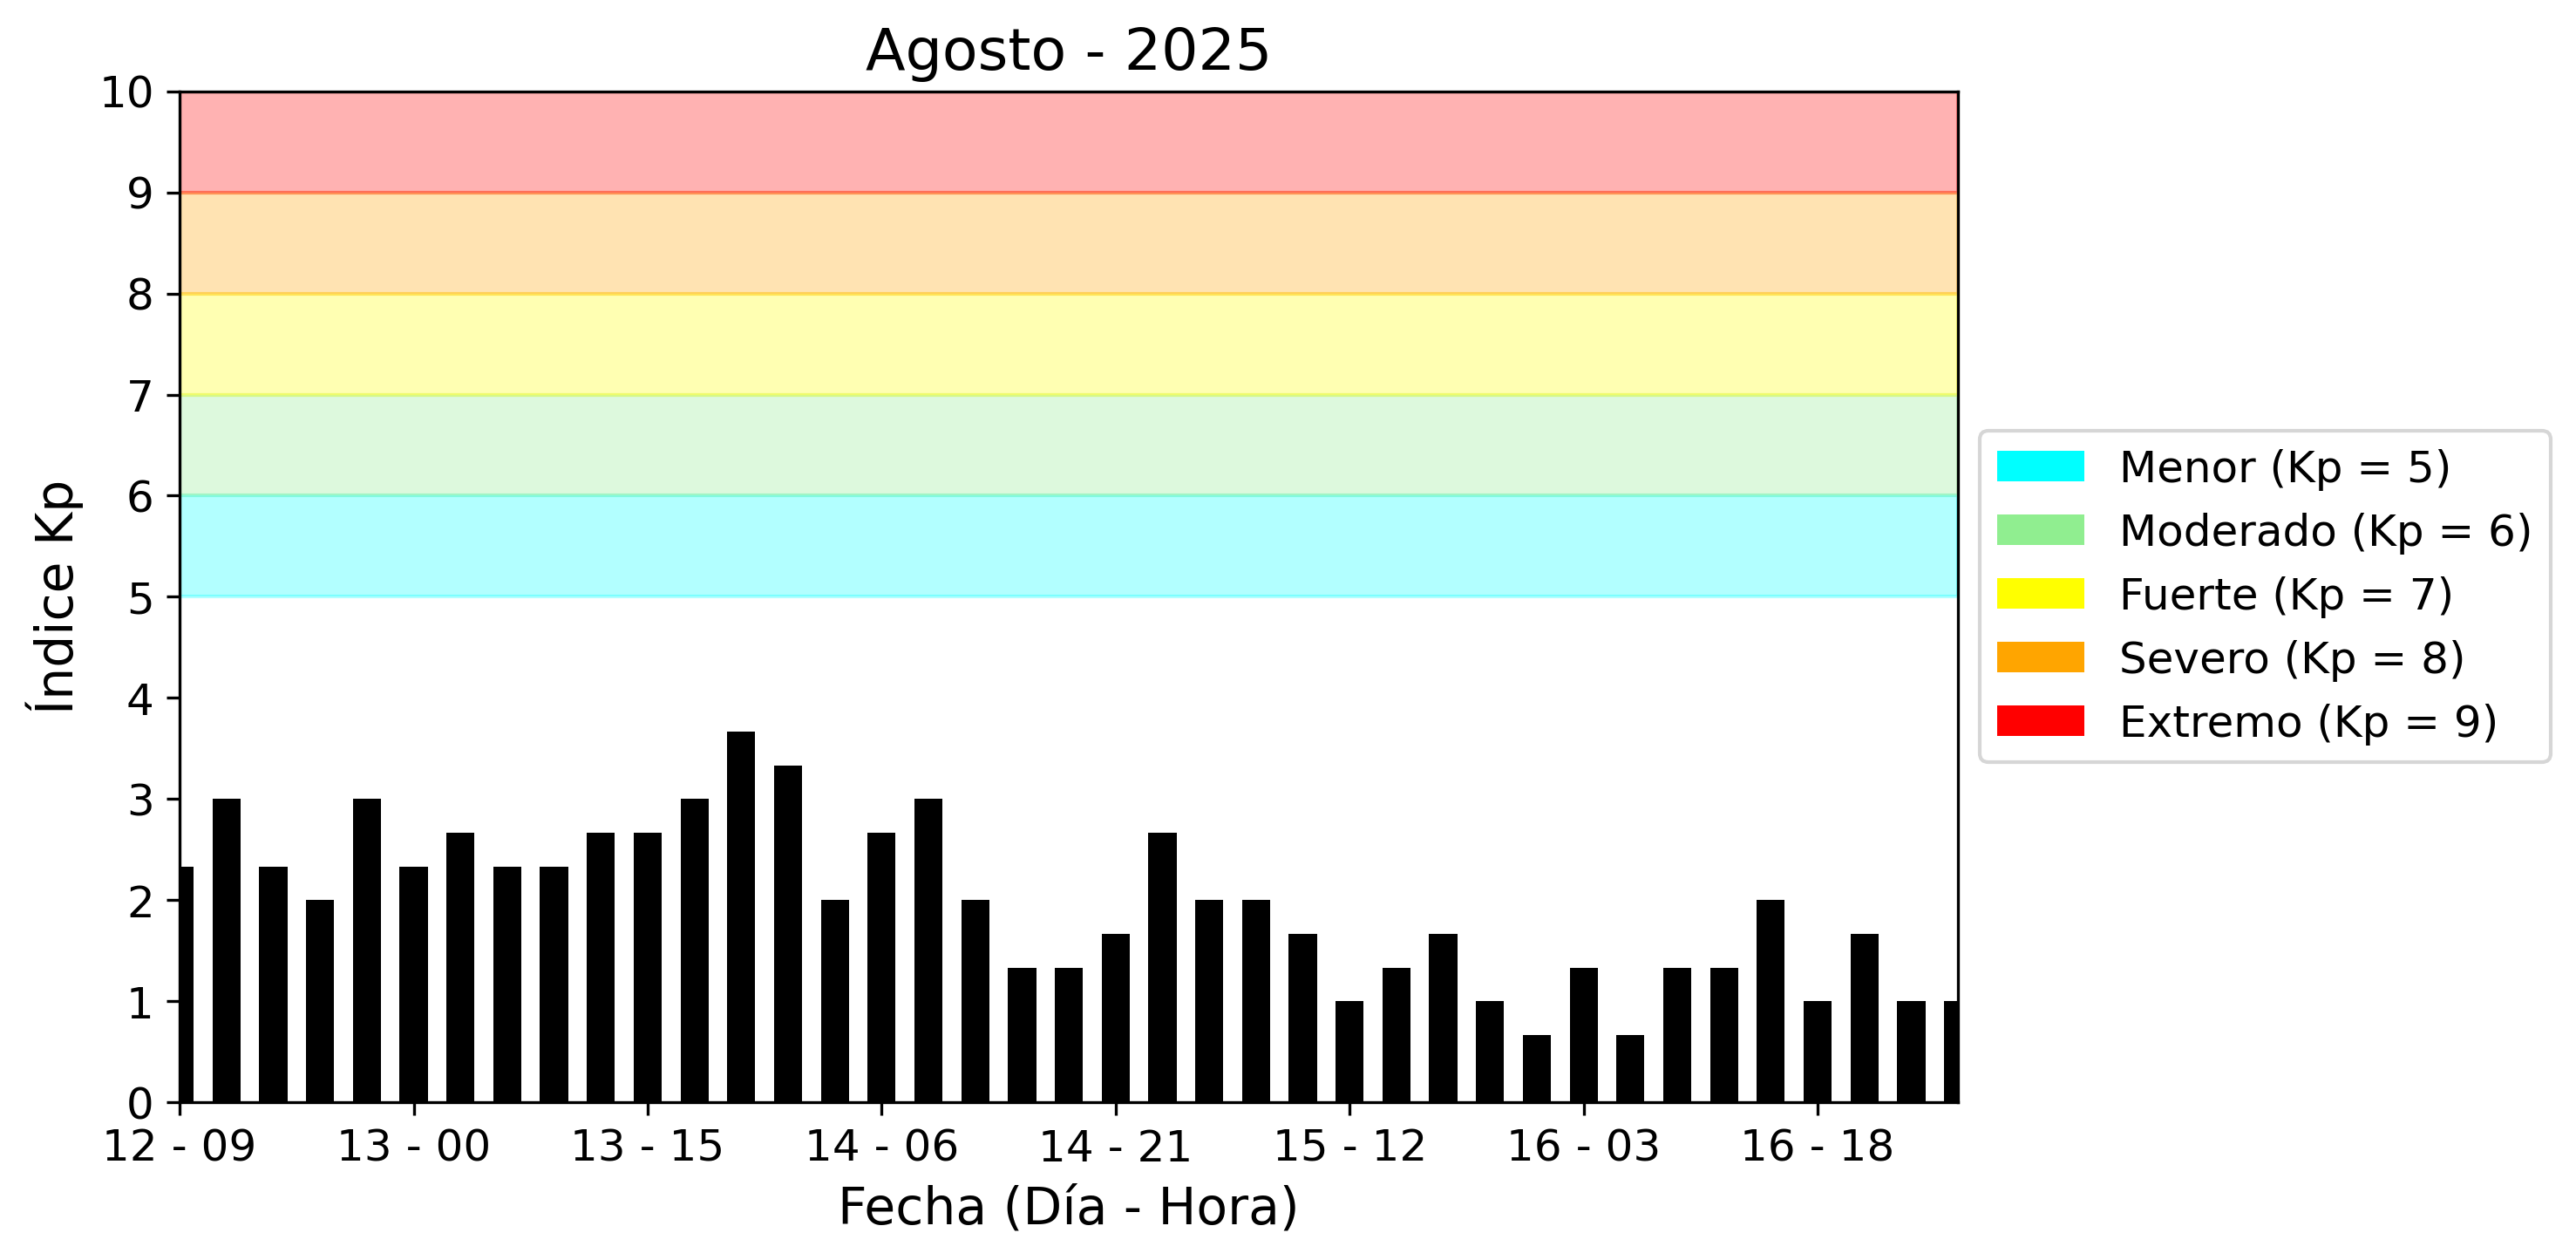 Agosto - 2025
10
9
8
7
6
5
4
3
2
1
0
Índice Kp
12 - 09
13 - 00
13 - 15
14 - 06
14 - 21
15 - 12
16 - 03
16 - 18
Fecha (Día - Hora)
Menor (Kp = 5)
Moderado (Kp = 6)
Fuerte (Kp = 7)
Severo (Kp = 8)
Extremo (Kp = 9)